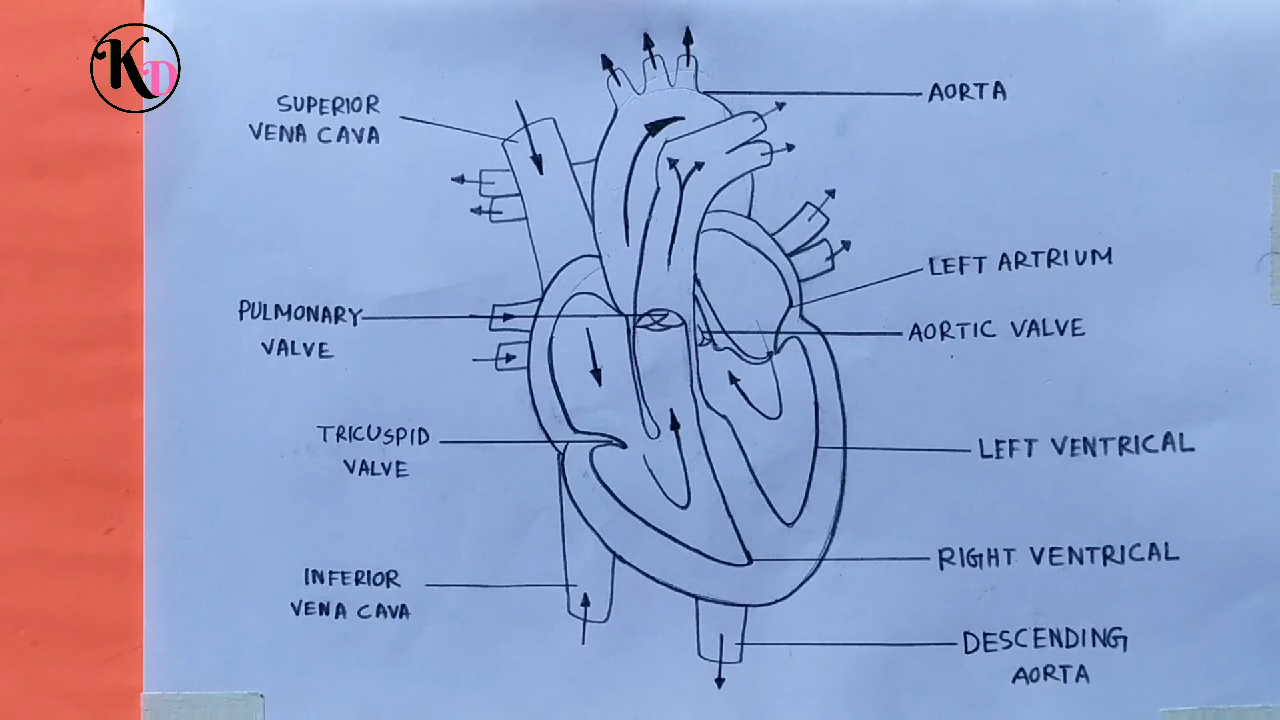 KD
SUPERIOR
VENA CAVA
AORTA
LEFT ARTRIUM
PULMONARY
VALVE
AORTIC VALVE
TRICUSPID
VALVE
LEFT VENTRICAL
RIGHT VENTRICAL
INFERIOR
VENA CAVA
DESCENDING
AORTA